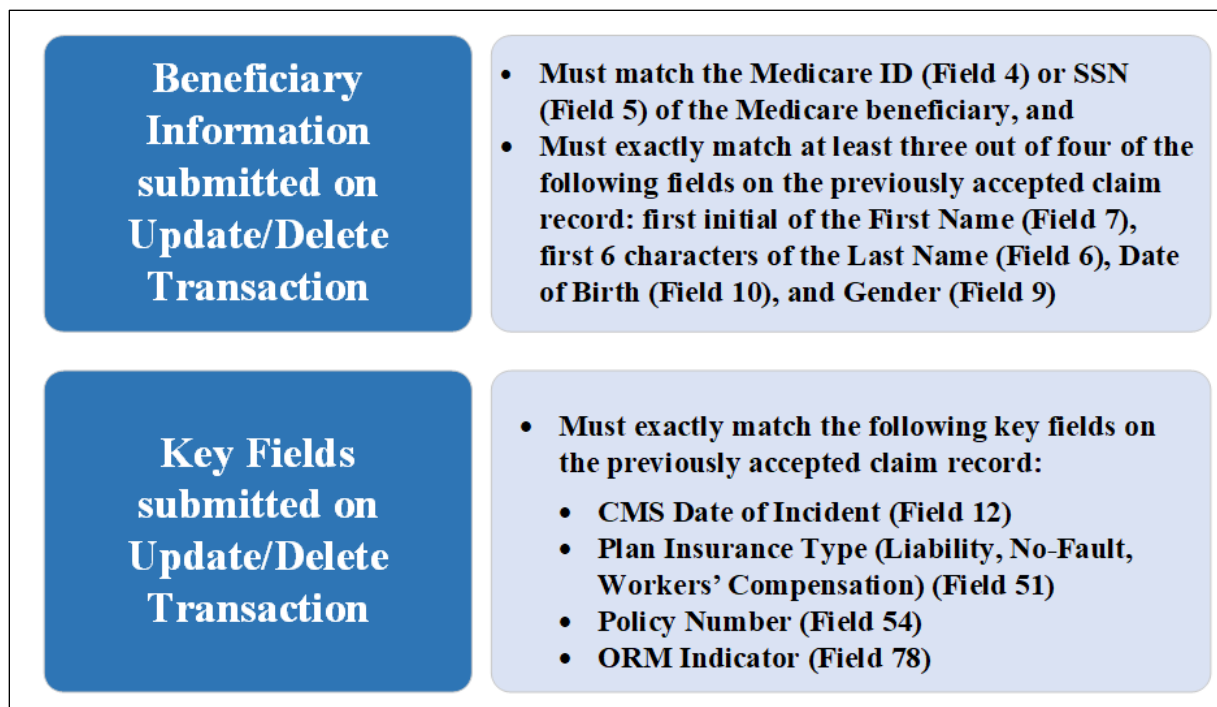 Beneficiary
Information
submitted on
Update/Delete
Transaction
• Must match the Medicare ID (Field 4) or SSN
(Field 5) of the Medicare beneficiary, and
• Must exactly match at least three out of four of the
following fields on the previously accepted claim
record: first initial of the First Name (Field 7),
first 6 characters of the Last Name (Field 6), Date
of Birth (Field 10), and Gender (Field 9)
Key Fields
submitted on
Update/Delete
Transaction
• Must exactly match the following key fields on
the previously accepted claim record:
• CMS Date of Incident (Field 12)
• Plan Insurance Type (Liability, No-Fault,
Workers’ Compensation) (Field 51)
• Policy Number (Field 54)
• ORM Indicator (Field 78)